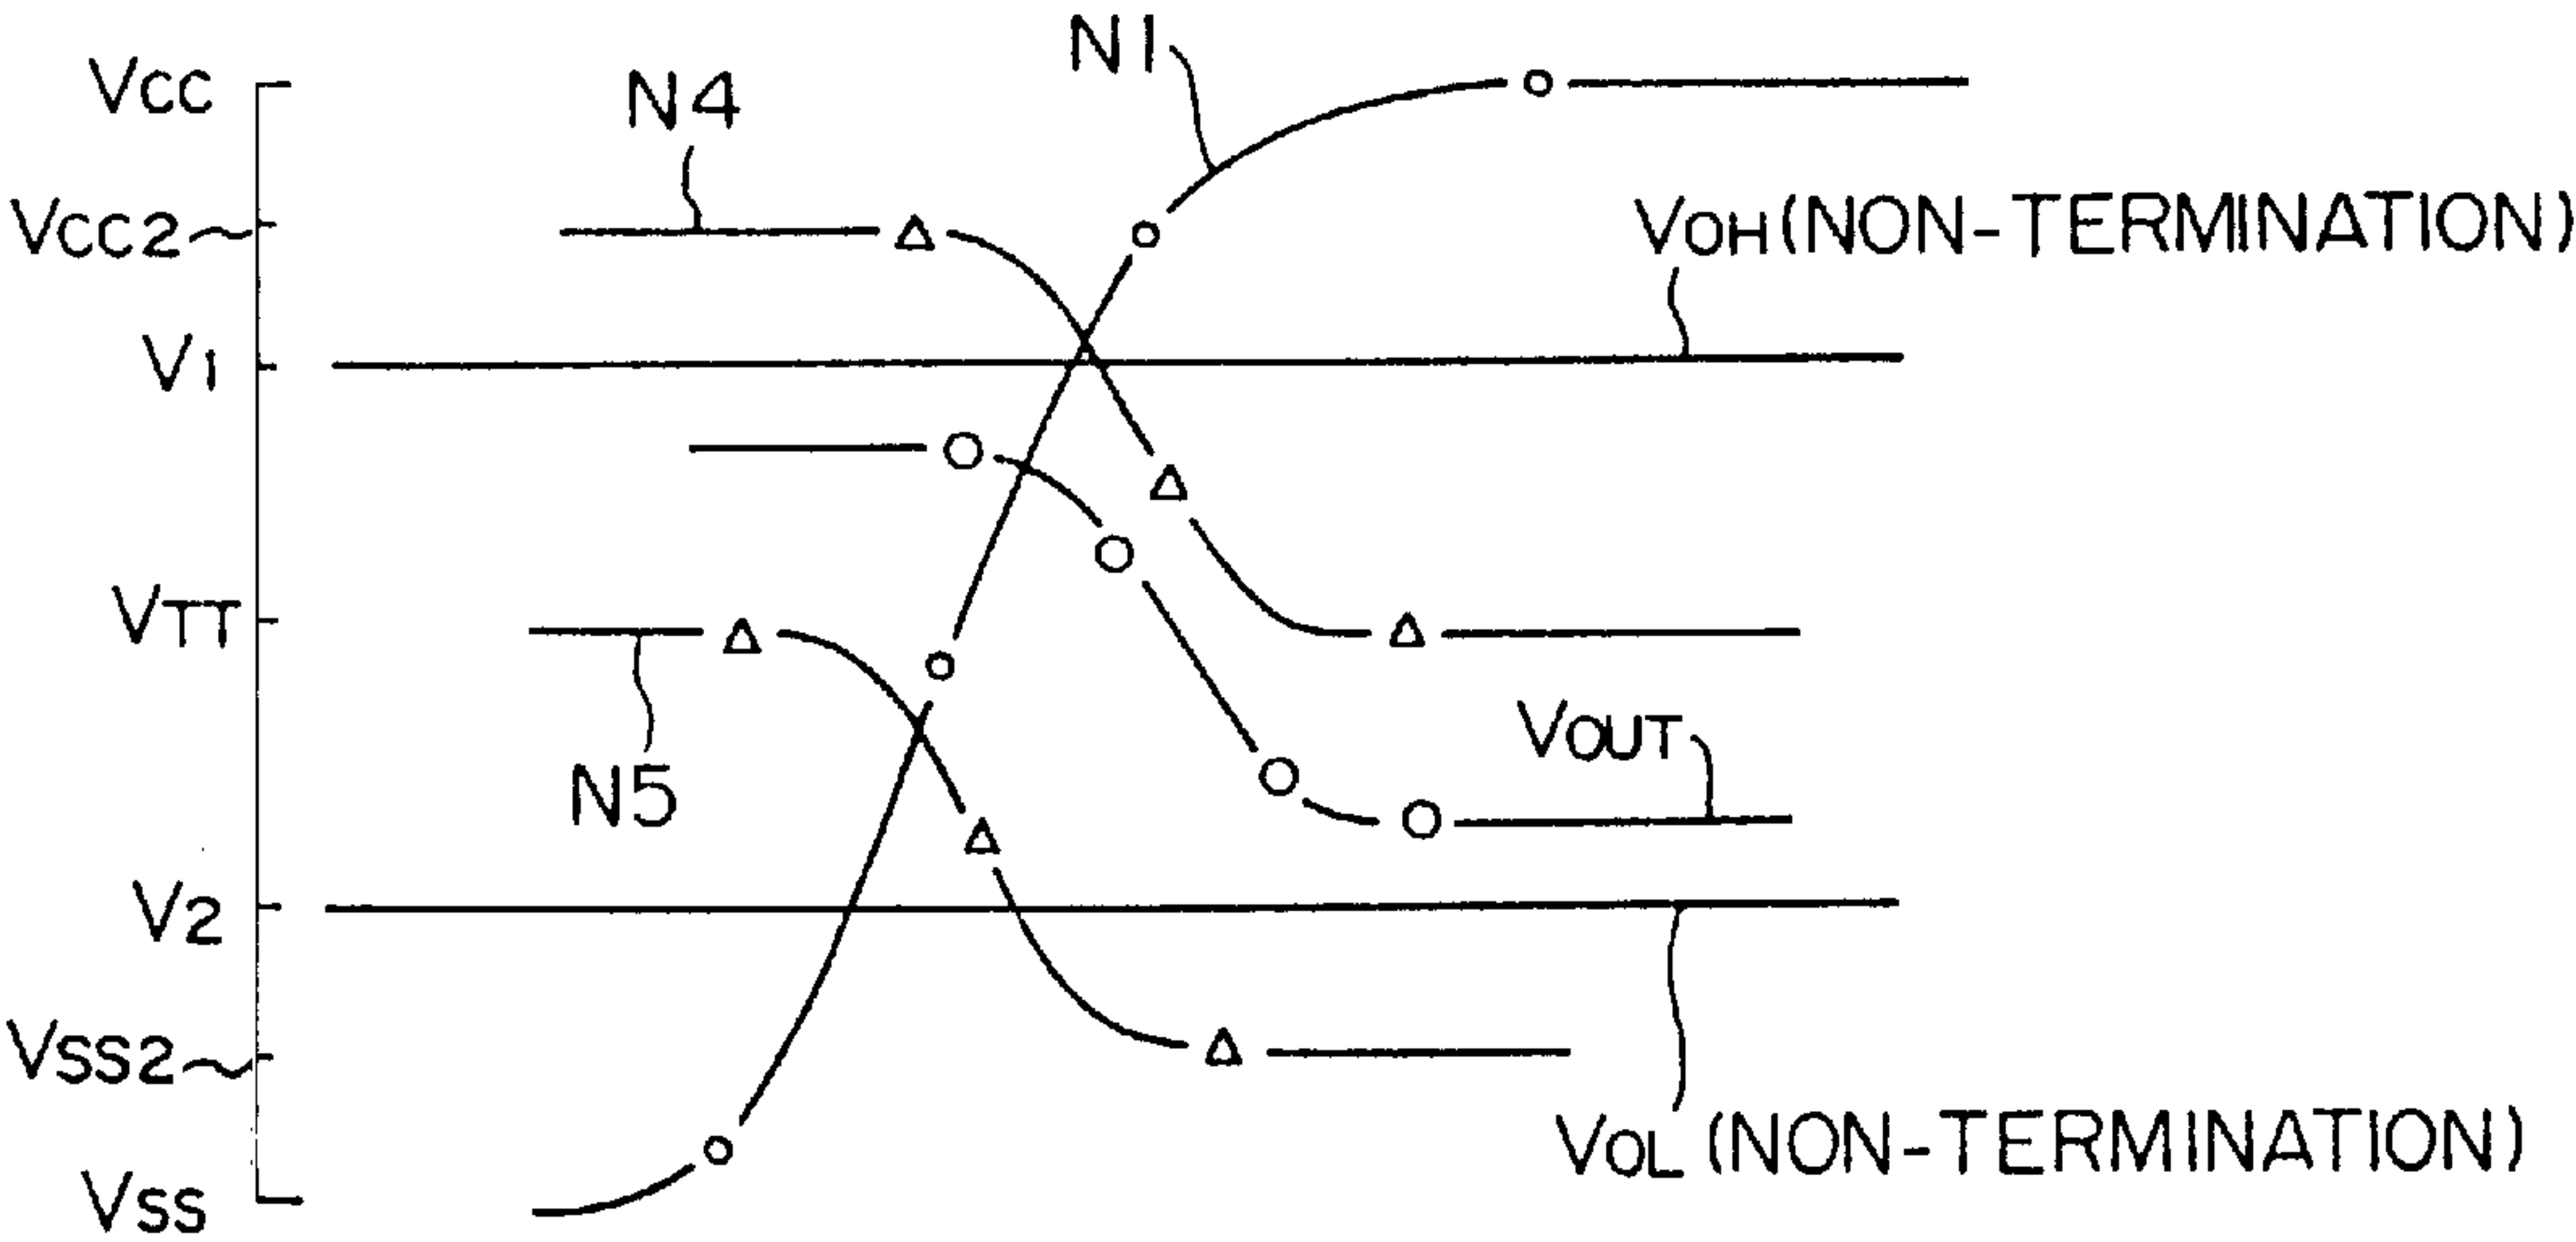 N1
VCC
N4
VCC2
VOH (NON-TERMINATION)
V1
VTT
VOUT
N5
V2
VSS2
VOL (NON-TERMINATION)
VSS